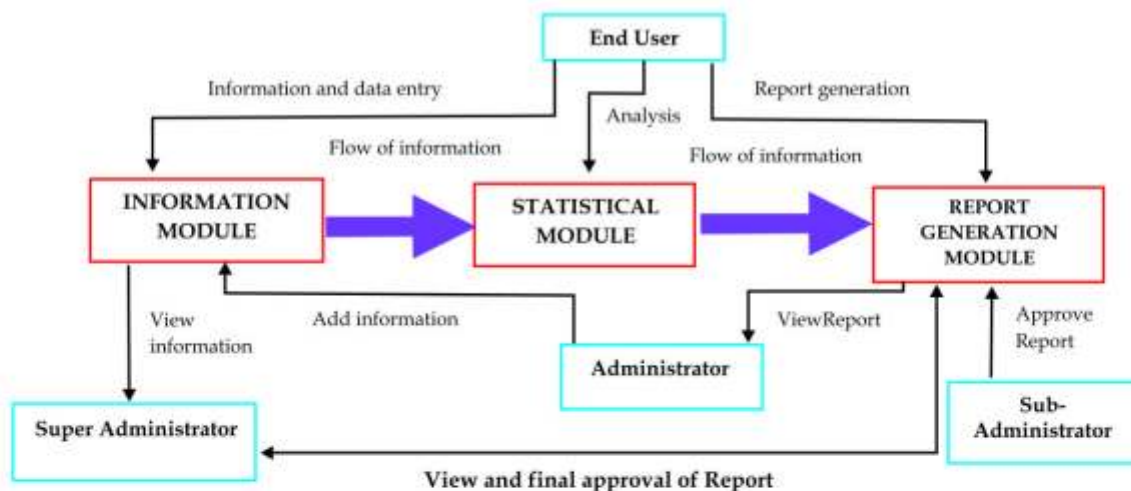 End User
Information and data entry
Report generation
Analysis
Flow of information
Flow of information
INFORMATION
MODULE
STATISTICAL
MODULE
REPORT
GENERATION
MODULE
View
information
Add information
ViewReport
Approve
Report
Administrator
Super Administrator
Sub-
Administrator
View and final approval of Report